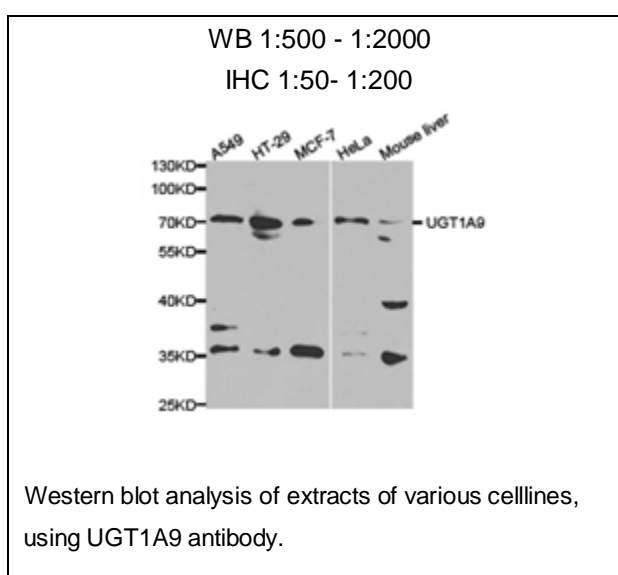 WB 1:500 - 1:2000
IHC 1:50- 1:200
A549 HT-29 MCF-7 HeLa Mouse liver
130KD
100KD
70KD UGT1A9
55KD
40KD
35KD
25KD
Western blot analysis of extracts of various celllines,
using UGT1A9 antibody.